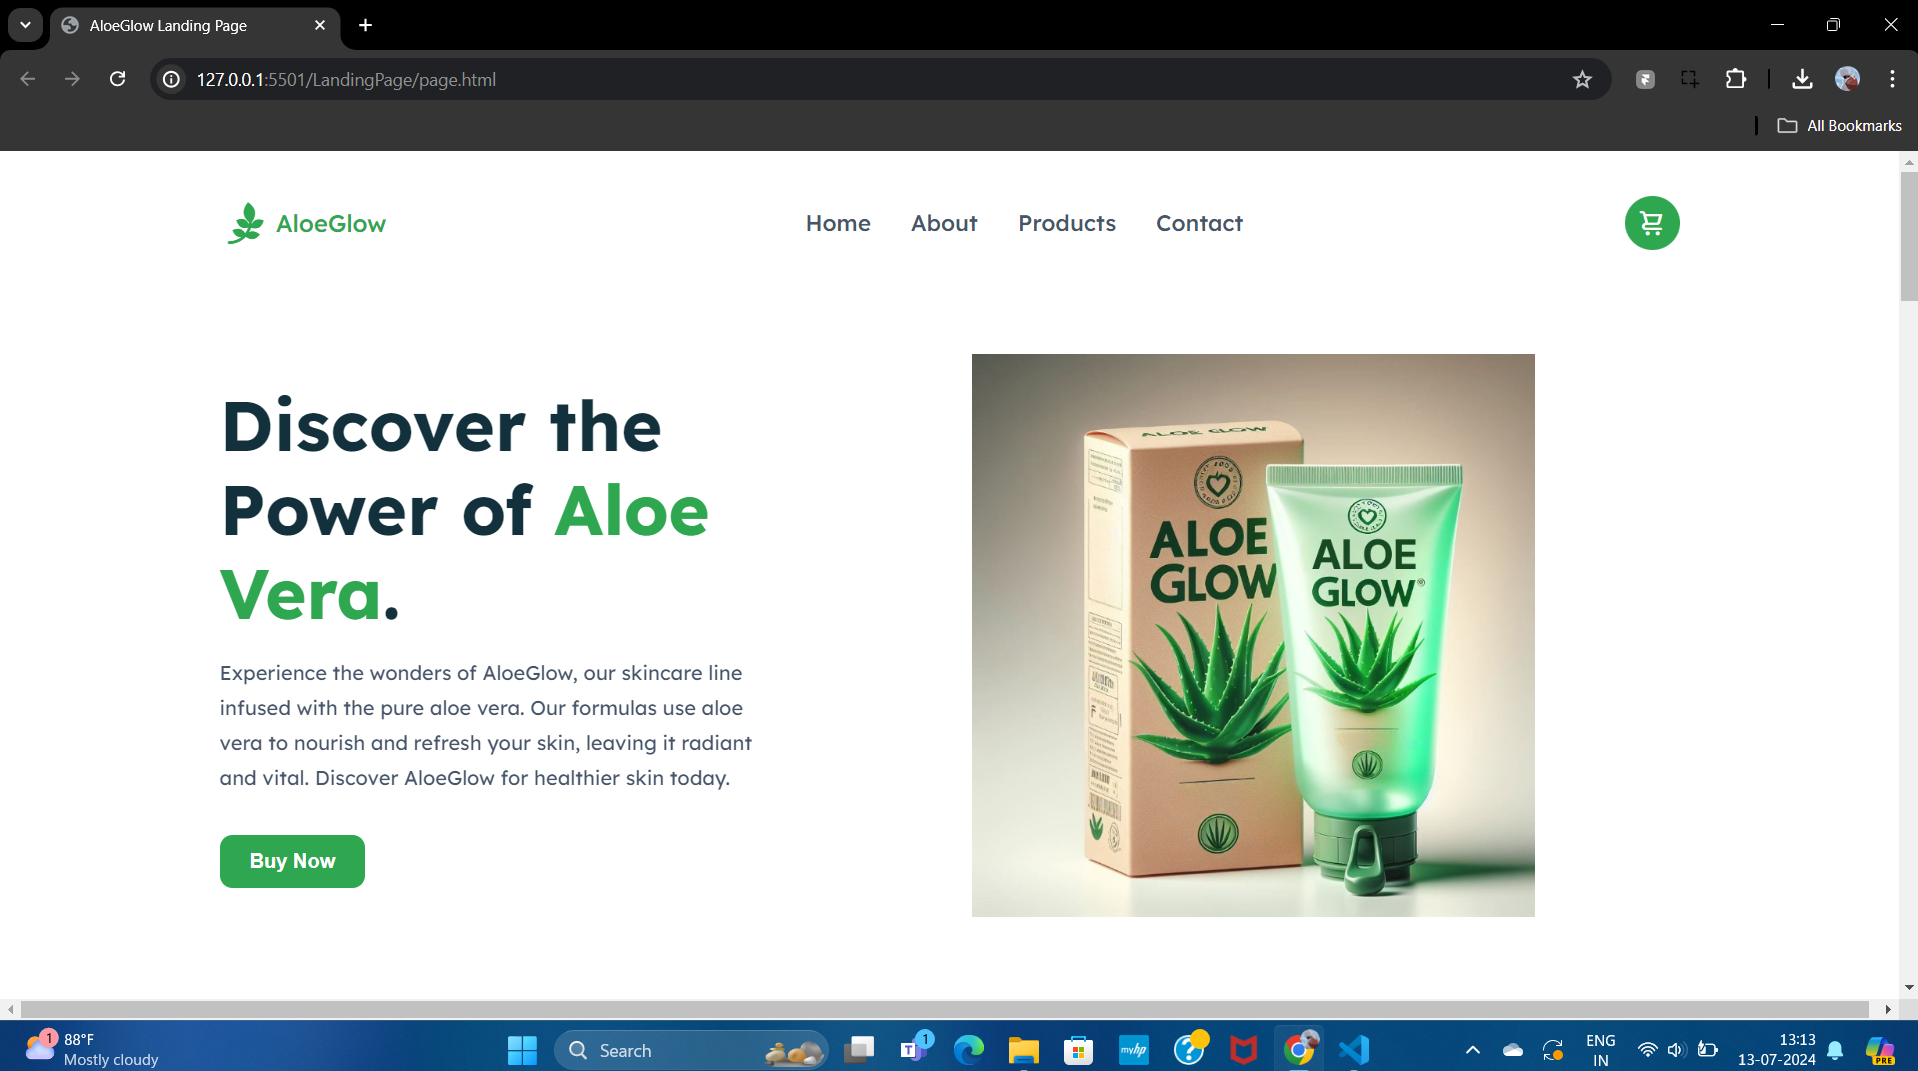 AloeGlow Landing Page
127.0.0.1:5501/LandingPage/page.html
All Bookmarks
AloeGlow
Home About Products Contact
Discover the
Power of Aloe
Vera.
Experience the wonders of AloeGlow, our skincare line
infused with the pure aloe vera. Our formulas use aloe
vera to nourish and refresh your skin, leaving it radiant
and vital. Discover AloeGlow for healthier skin today.
Buy Now
ALOE GLOW
ALOE
GLOW
ALOE
GLOW®
1
88°F
Mostly cloudy
Search
T
1
myhp
?
ENG
IN
13:13
13-07-2024
PRE